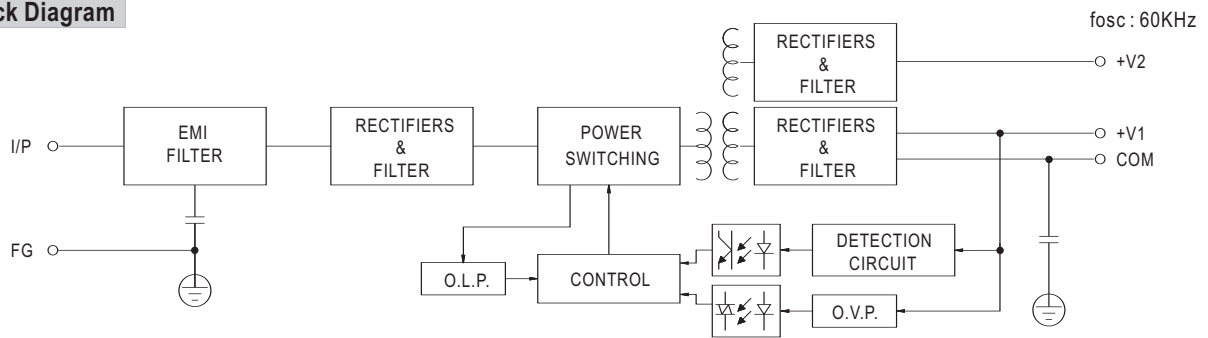 ck Diagram
fosc : 60KHz
RECTIFIERS
&
FILTER
+V2
I/P
EMI
FILTER
RECTIFIERS
&
FILTER
POWER
SWITCHING
RECTIFIERS
&
FILTER
+V1
COM
FG
O.L.P.
CONTROL
DETECTION
CIRCUIT
O.V.P.